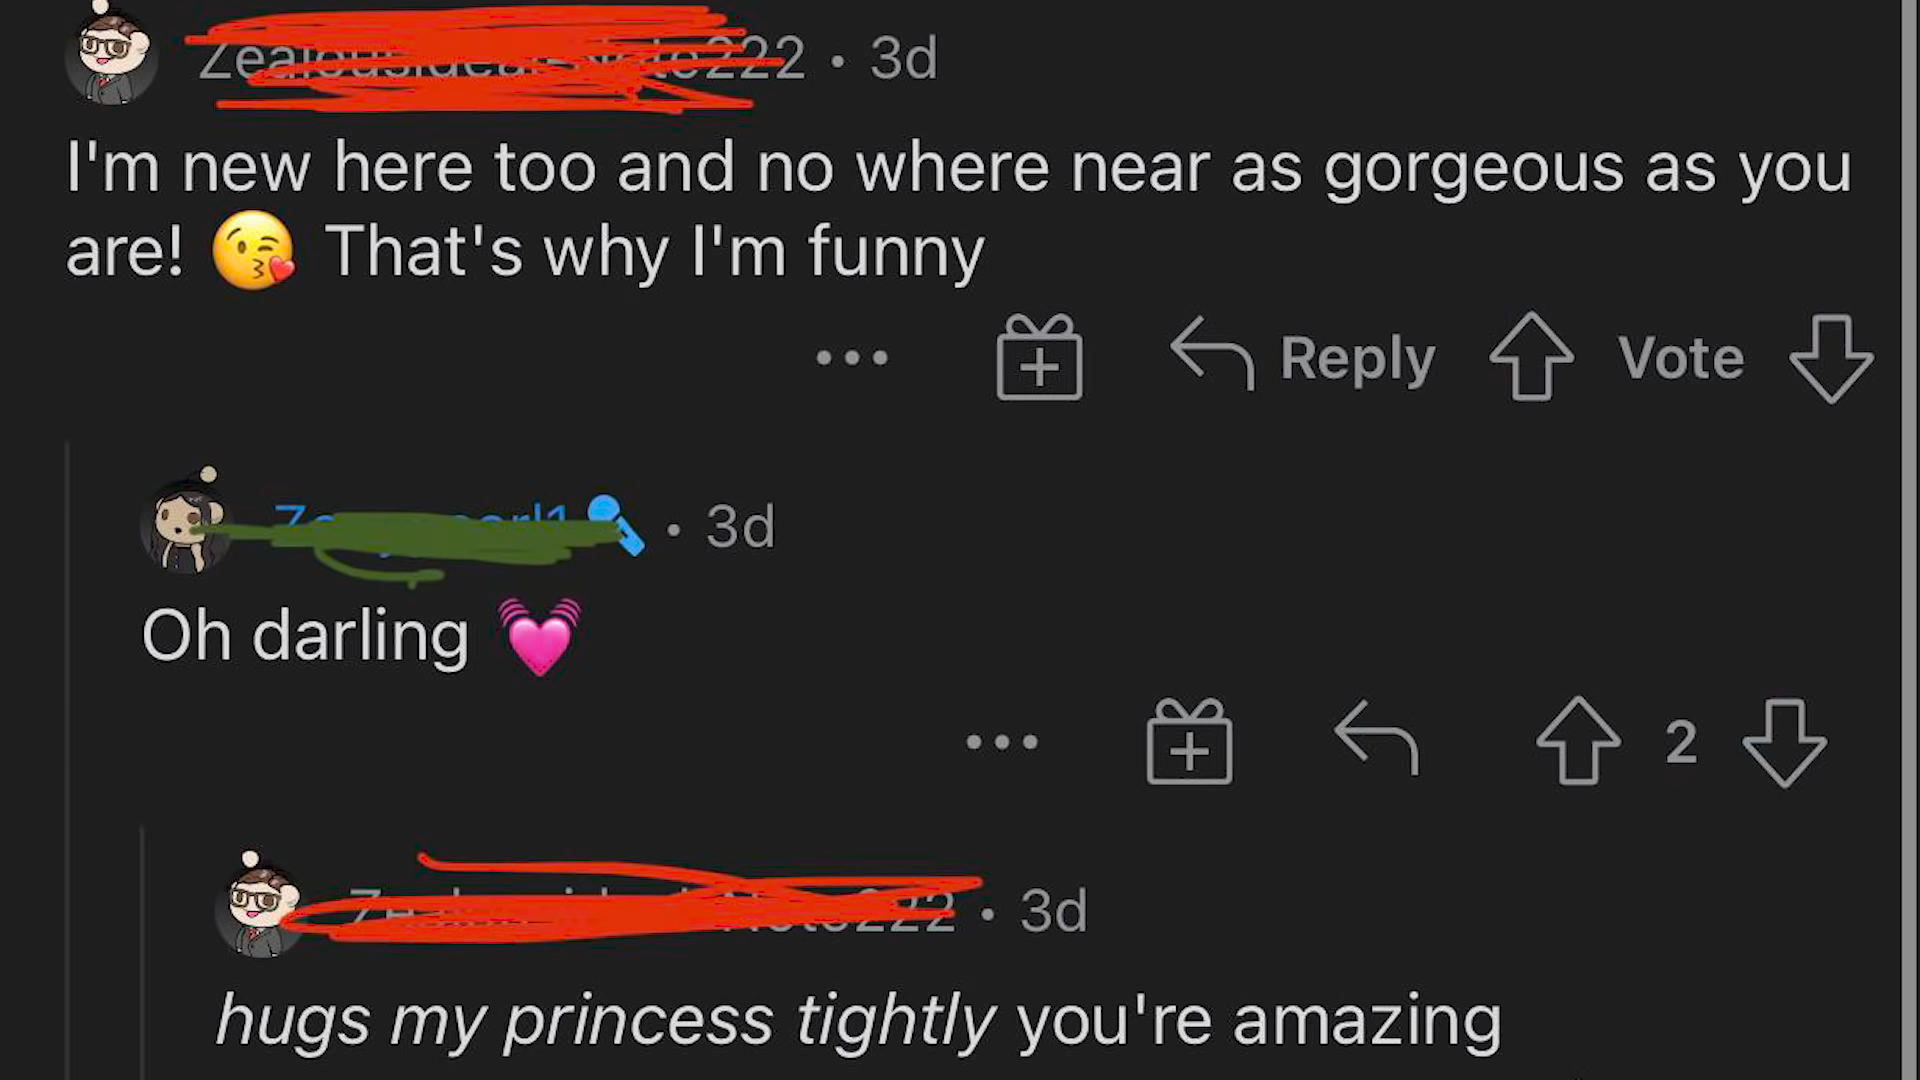 • 3d
I'm new here too and no where near as gorgeous as you
are! 😘 That's why I'm funny
Reply Vote
• 3d
Oh darling 💓
2
• 3d
hugs my princess tightly you're amazing